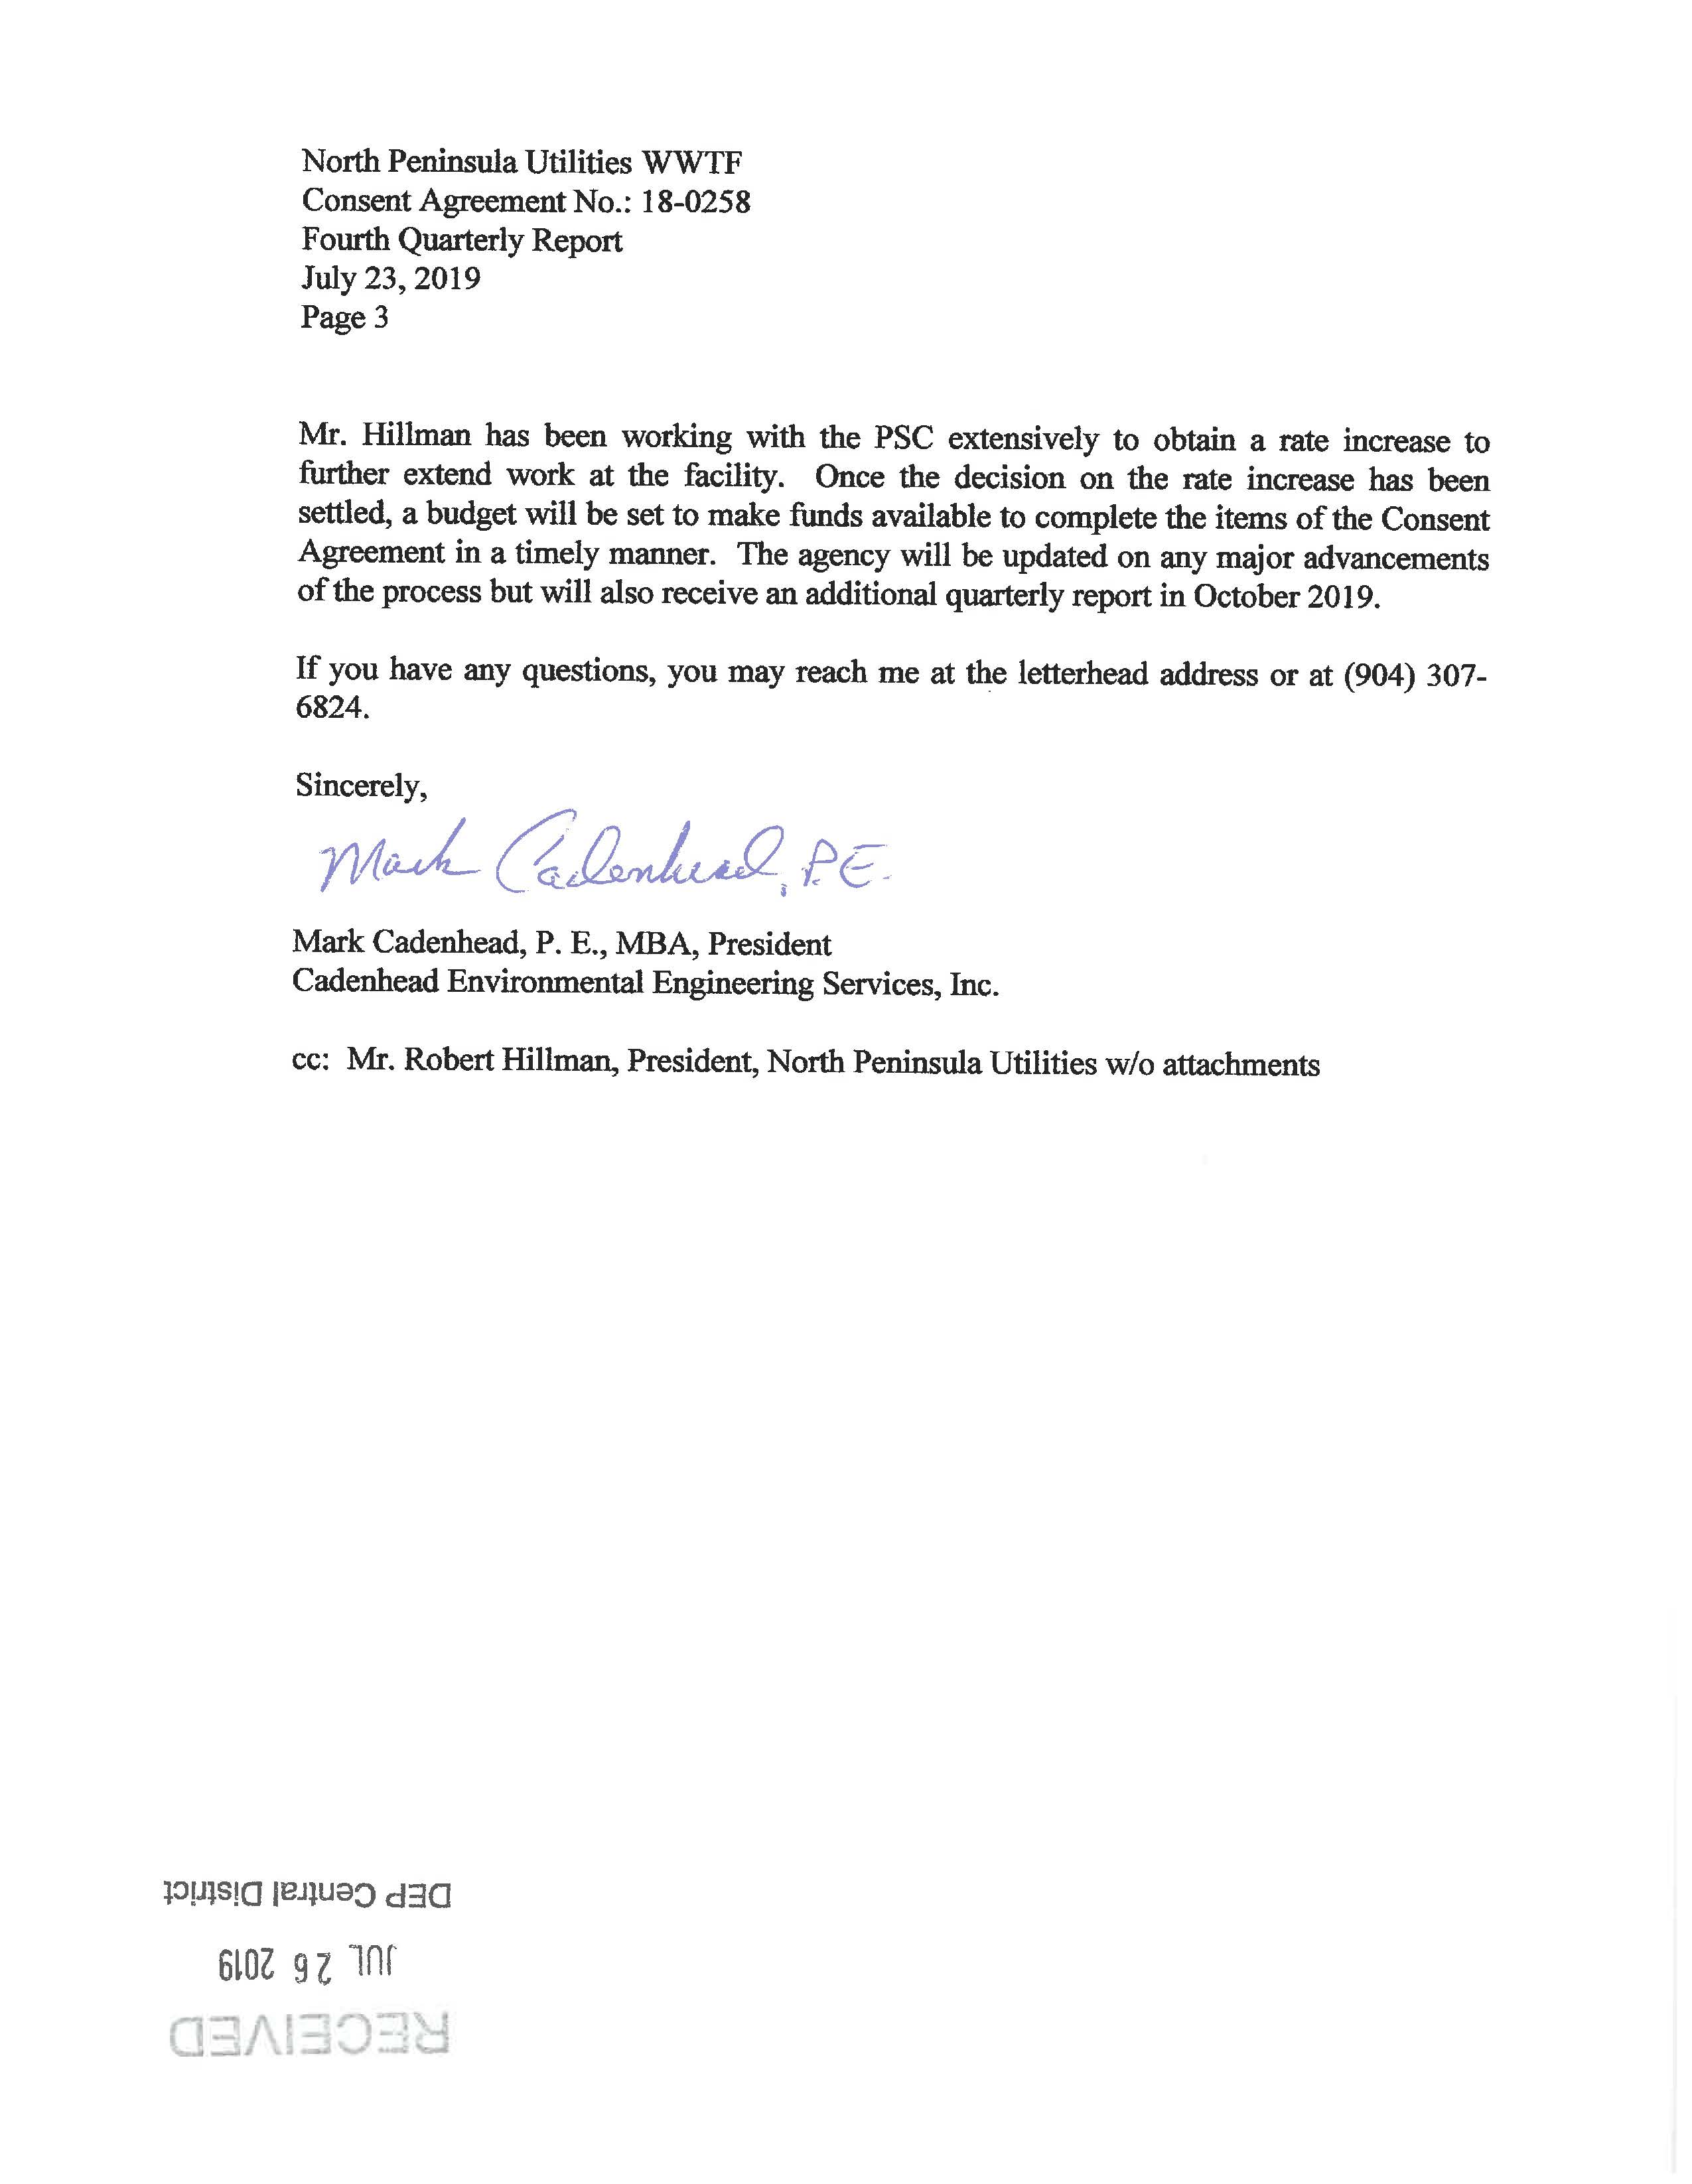 North Peninsula Utilities WWTF
Consent Agreement No.: 18-0258
Fourth Quarterly Report
July 23, 2019
Page 3
Mr. Hillman has been working with the PSC extensively to obtain a rate increase to
further extend work at the facility. Once the decision on the rate increase has been
settled, a budget will be set to make funds available to complete the items of the Consent
Agreement in a timely manner. The agency will be updated on any major advancements
of the process but will also receive an additional quarterly report in October 2019.
If you have any questions, you may reach me at the letterhead address or at (904) 307-
6824.
Sincerely,
Mark Cadenhead, P.E.
Mark Cadenhead, P. E., MBA, President
Cadenhead Environmental Engineering Services, Inc.
cc: Mr. Robert Hillman, President, North Peninsula Utilities w/o attachments
RECEIVED
JUL 26 2019
DEP Central District